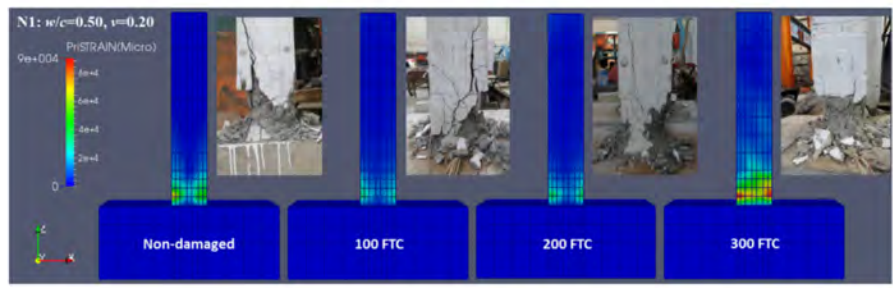 N1: w/c=0.50, v=0.20
PriSTRAIN(Micro)
9e+004
8e+4
6e+4
4e+4
2e+4
0
Z
Y
X
Non-damaged
100 FTC
200 FTC
300 FTC